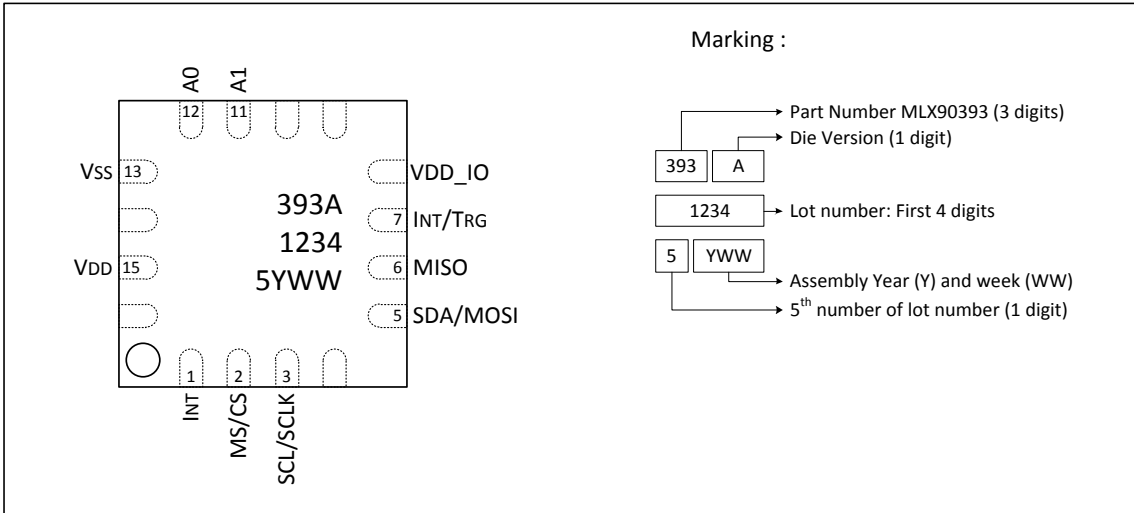 Marking :
A0
A1
12
11
Vss
13
VDD_IO
7
INT/TRG
VDD
15
6
MISO
5
SDA/MOSI
393A
1234
5YWW
1
2
3
INT
MS/CS
SCL/SCLK
Part Number MLX90393 (3 digits)
Die Version (1 digit)
393
A
1234
Lot number: First 4 digits
5
YWW
Assembly Year (Y) and week (WW)
5th number of lot number (1 digit)